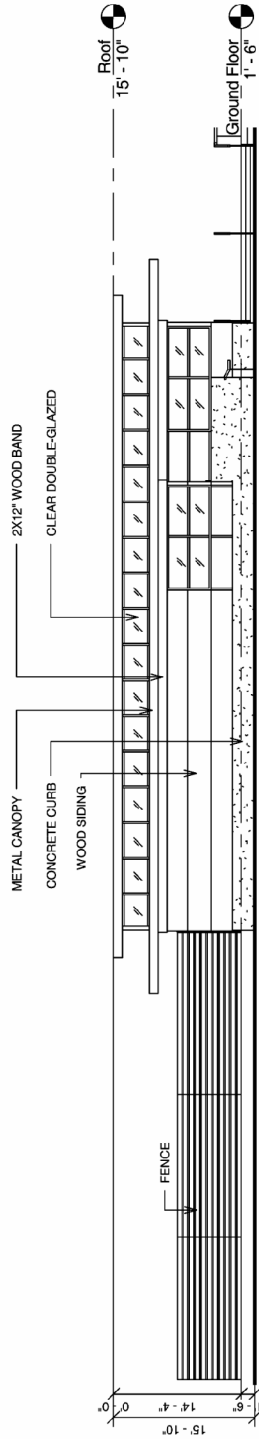 Roof
15' - 10"
Ground Floor
1' - 6"
2X12" WOOD BAND
CLEAR DOUBLE-GLAZED
METAL CANOPY
CONCRETE CURB
WOOD SIDING
FENCE
0' - 0"
14' - 4"
15' - 10"